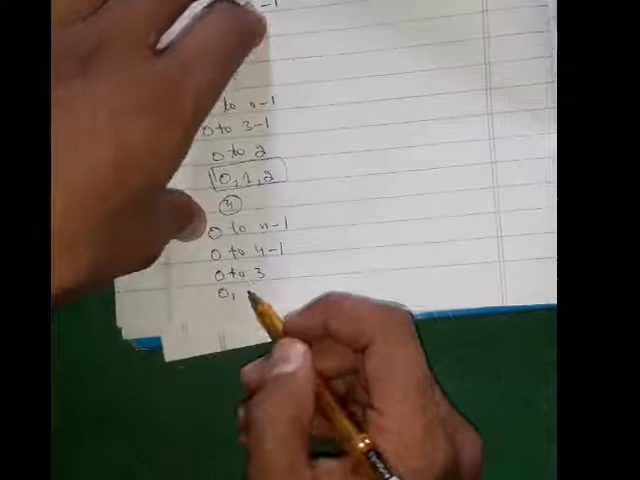 -1
to n-1
0 to 3-1
0 to 2
0, 1, 2
4
0 to n-1
0 to 4-1
0 to 3
0,